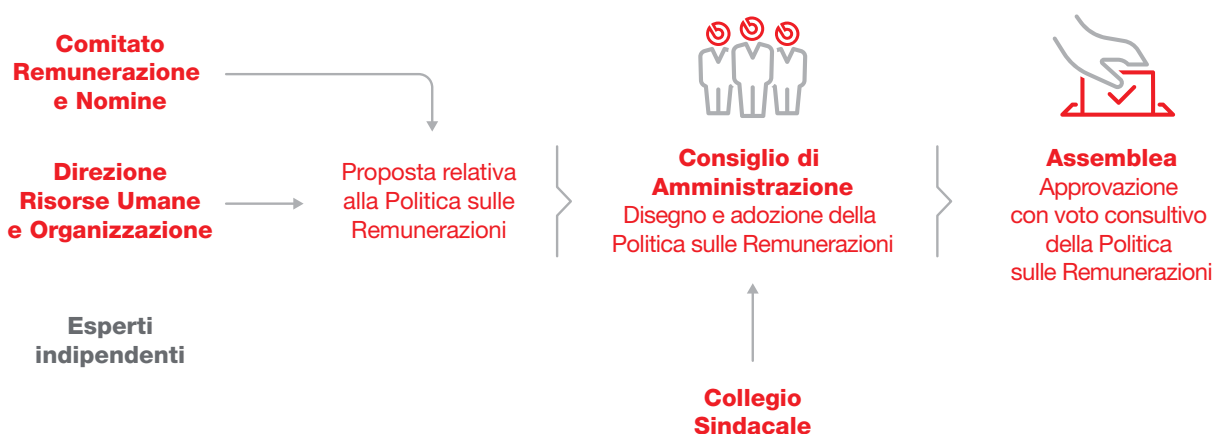 Comitato
Remunerazione
e Nomine
Direzione
Risorse Umane
e Organizzazione
Esperti
indipendenti
Proposta relativa
alla Politica sulle
Remunerazioni
Consiglio di
Amministrazione
Disegno e adozione della
Politica sulle Remunerazioni
Collegio
Sindacale
Assemblea
Approvazione
con voto consultivo
della Politica
sulle Remunerazioni